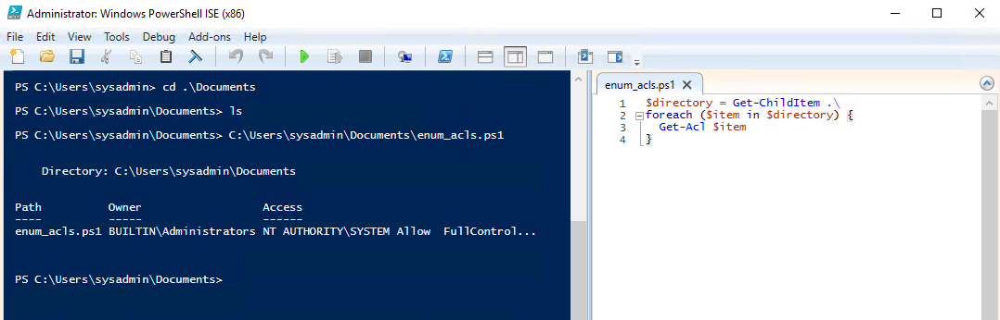 Administrator: Windows PowerShell ISE (x86)
File Edit View Tools Debug Add-ons Help
PS C:\Users\sysadmin> cd .\Documents
PS C:\Users\sysadmin\Documents> ls
PS C:\Users\sysadmin\Documents> C:\Users\sysadmin\Documents\enum_acls.ps1
Directory: C:\Users\sysadmin\Documents
Path Owner Access
---- ----- ------
enum_acls.ps1 BUILTIN\Administrators NT AUTHORITY\SYSTEM Allow  FullControl...
PS C:\Users\sysadmin\Documents>
enum_acls.ps1 X
1 $directory = Get-ChildItem .\
2 foreach ($item in $directory) {
3 Get-Acl $item
4 }